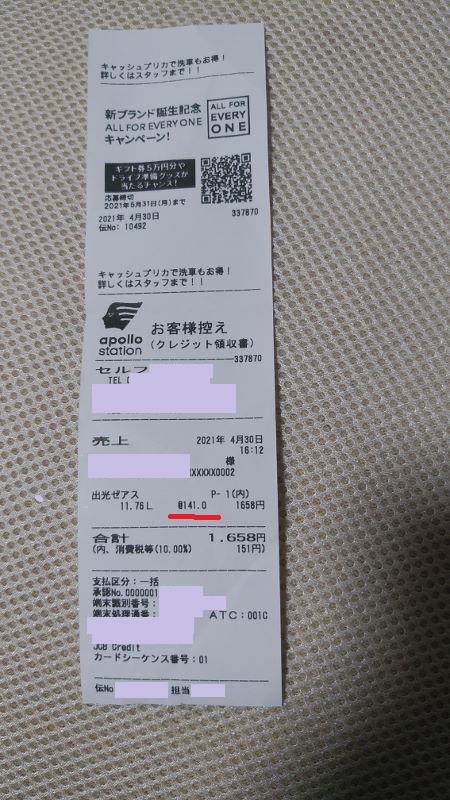 キャッシュプリカで洗車もお得！
詳しくはスタッフまで！！
新ブランド誕生記念
ALL FOR EVERY ONE
キャンペーン！
ALL FOR
EVERY
ONE
ギフト券5万円分や
ドライブ準備グッズが
当たるチャンス！
応募締切
2021年5月31日(月)まで
2021年 4月30日
337870
伝No: 10492
キャッシュプリカで洗車もお得！
詳しくはスタッフまで！！
apollo
station
お客様控え
(クレジット領収書)
337870
セルフ
TEL
売上
2021年 4月30日
16:12
様
XXXXXX0002
出光ゼアス P- 1(内)
11.76L @141.0 1658円
合計 1,658円
(内、消費税等(10.00%) 151円)
支払区分：一括
承認No.0000001
端末識別番号：
端末処理通番： ATC：001C
JCB Credit
カードシーケンス番号：01
伝No 担当